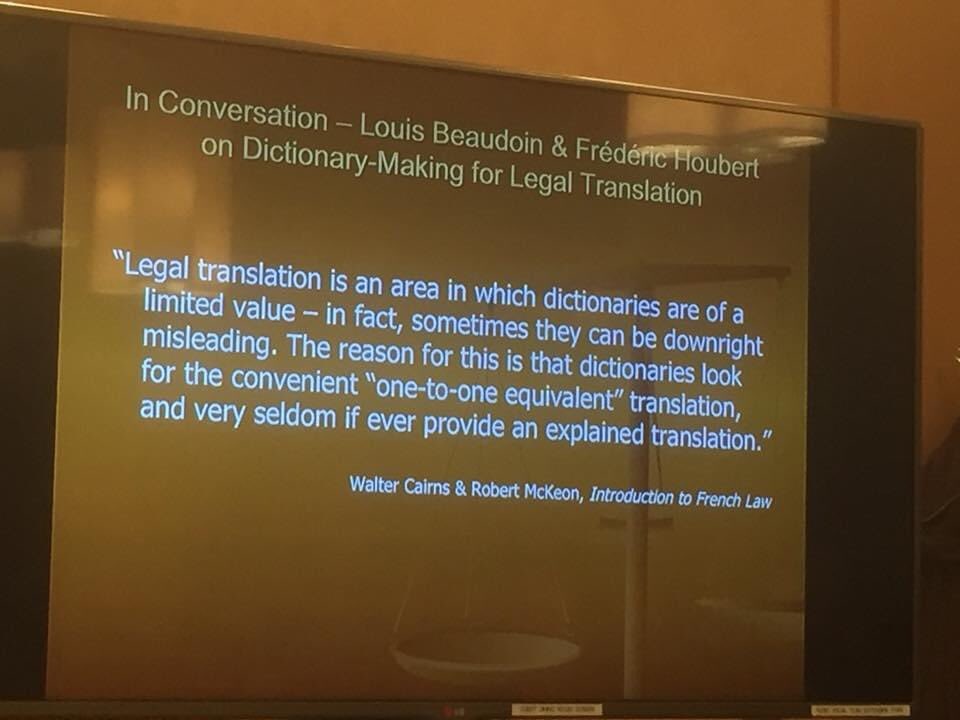 In Conversation – Louis Beaudoin & Frédéric Houbert
on Dictionary-Making for Legal Translation
“Legal translation is an area in which dictionaries are of a
limited value – in fact, sometimes they can be downright
misleading. The reason for this is that dictionaries look
for the convenient “one-to-one equivalent” translation,
and very seldom if ever provide an explained translation.”
Walter Cairns & Robert McKeon, Introduction to French Law
LG